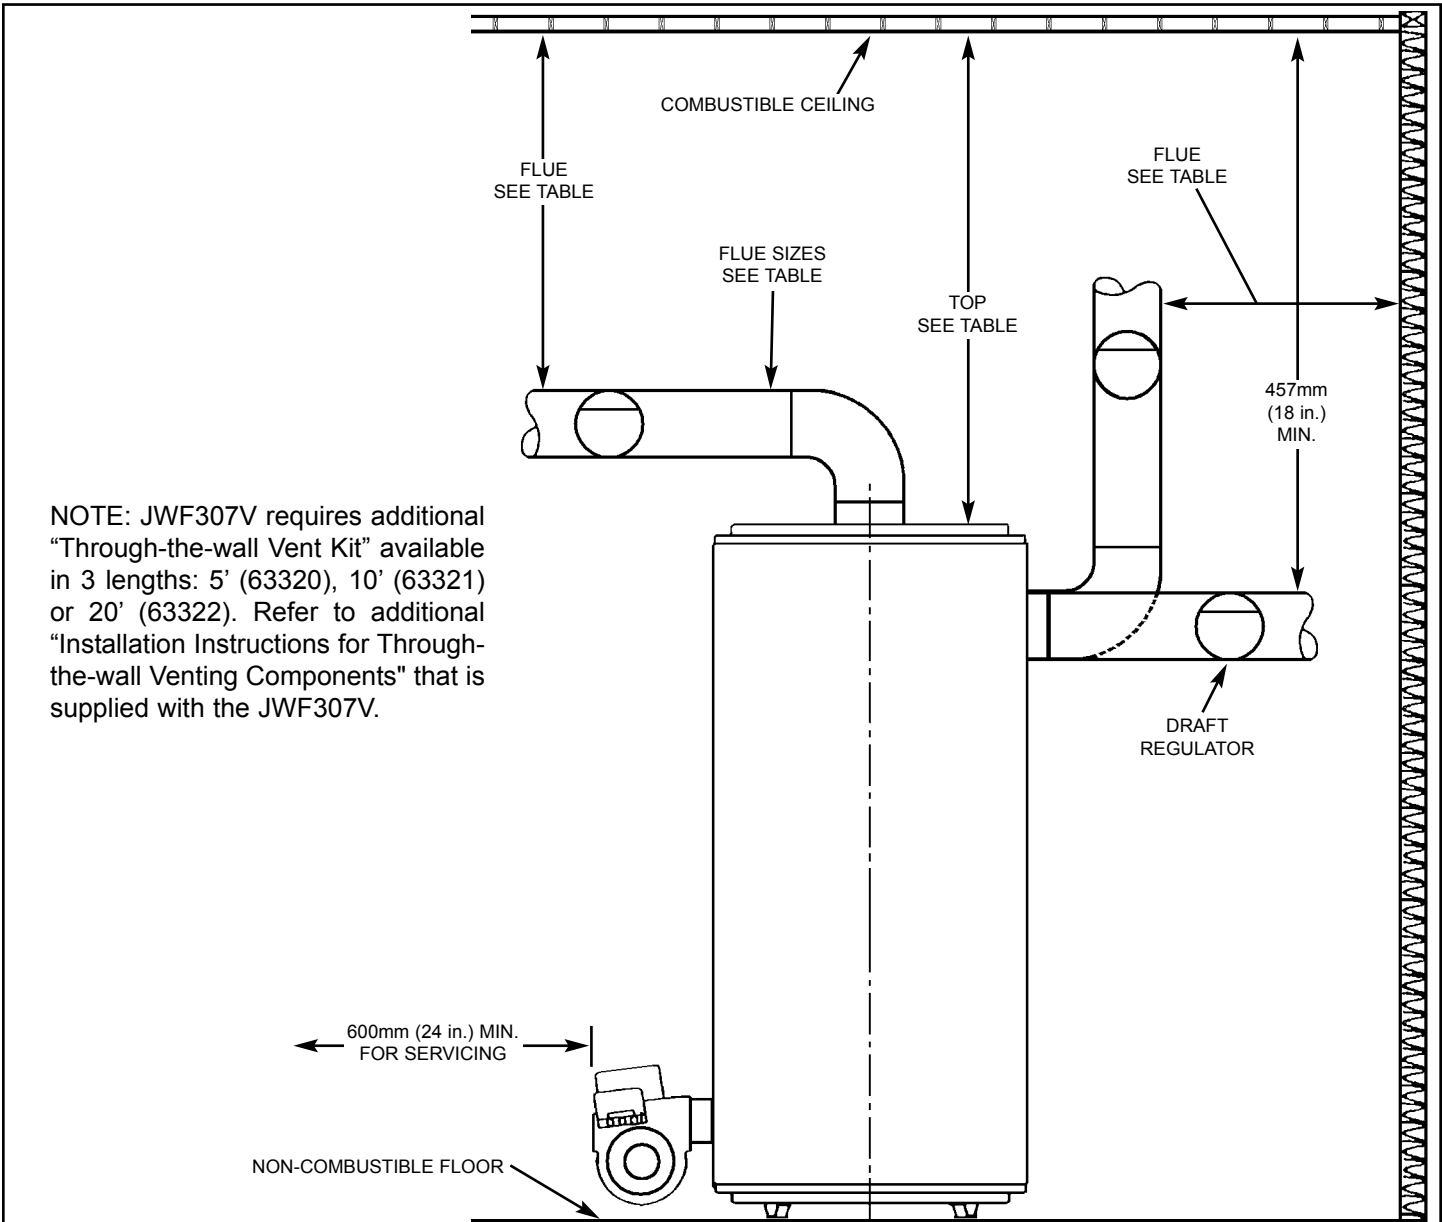 COMBUSTIBLE CEILING
FLUE
SEE TABLE
FLUE
SEE TABLE
FLUE SIZES
SEE TABLE
TOP
SEE TABLE
457mm
(18 in.)
MIN.
NOTE: JWF307V requires additional
“Through-the-wall Vent Kit” available
in 3 lengths: 5’ (63320), 10’ (63321)
or 20’ (63322). Refer to additional
“Installation Instructions for Through-
the-wall Venting Components" that is
supplied with the JWF307V.
DRAFT
REGULATOR
600mm (24 in.) MIN.
FOR SERVICING
NON-COMBUSTIBLE FLOOR